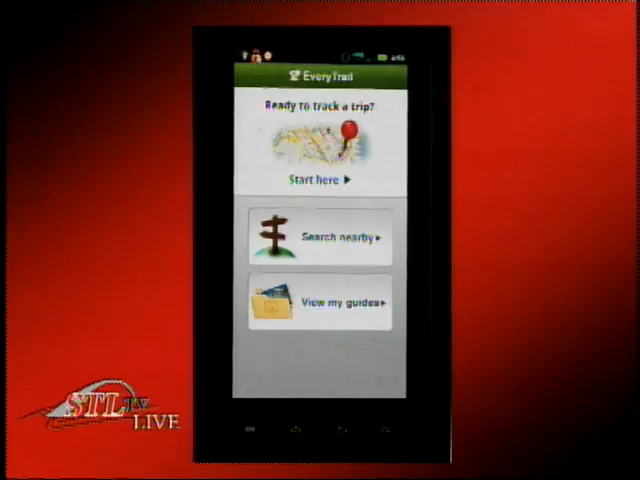 EveryTrail
Ready to track a trip?
Start here
Search nearby
View my guides
STL TV
LIVE